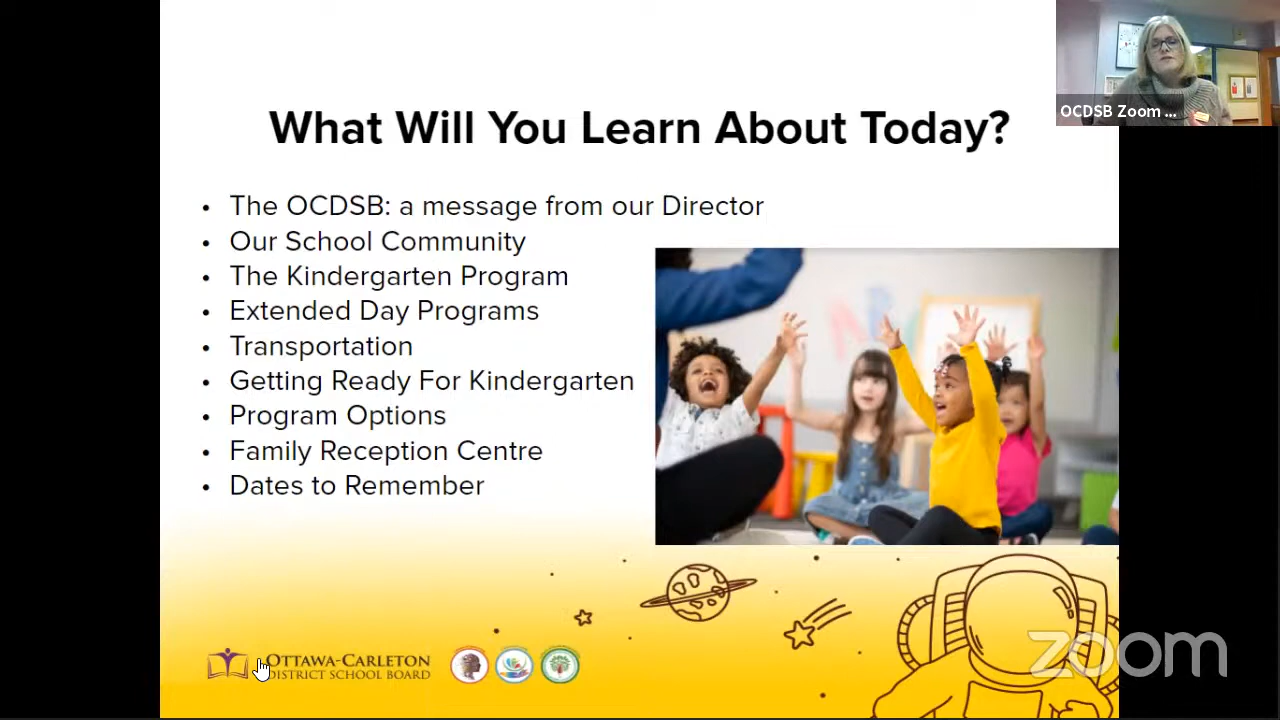 What Will You Learn About Today?
OCDSB Zoom ...
• The OCDSB: a message from our Director
• Our School Community
• The Kindergarten Program
• Extended Day Programs
• Transportation
• Getting Ready For Kindergarten
• Program Options
• Family Reception Centre
• Dates to Remember
OTTAWA-CARLETON
DISTRICT SCHOOL BOARD
zoom